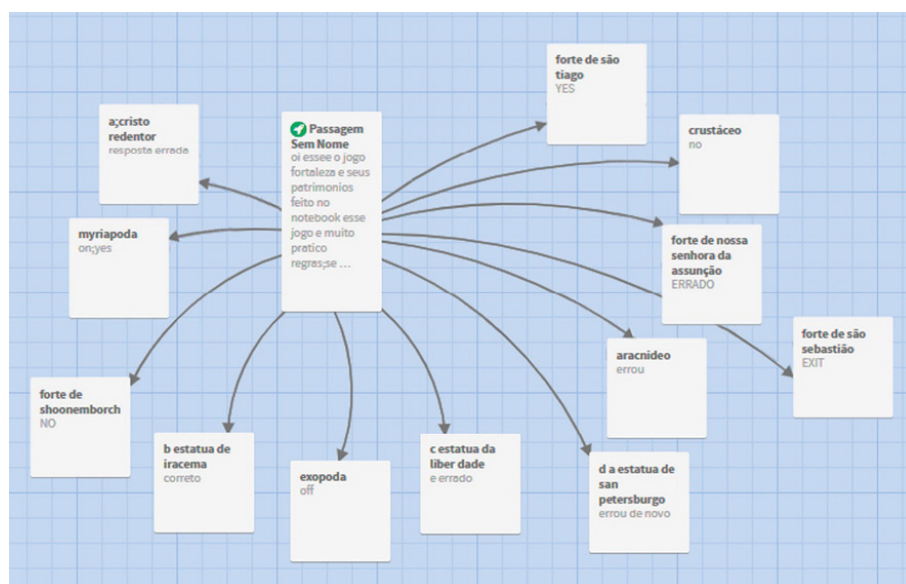 forte de são
tiago
YES
a;cristo
redentor
resposta errada
Passagem
Sem Nome
oi essee o jogo
fortaleza e seus
patrimonios
feito no
notebook esse
jogo e muito
pratico
regras;se ...
crustáceo
no
myriapoda
on;yes
forte de nossa
senhora da
assunção
ERRADO
forte de são
sebastião
EXIT
aracnideo
errou
forte de
shoonemborch
NO
b estatua de
iracema
correto
exopoda
off
c estatua da
liber dade
e errado
d a estatua de
san
petersburgo
errou de novo